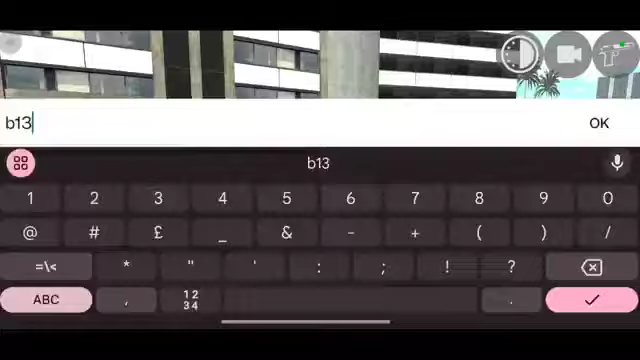 b13
OK
b13
1 2 3 4 5 6 7 8 9 0
@ # £ _ & - + ( ) /
=\< * " ' : ; ! ?
ABC , 12 34 .